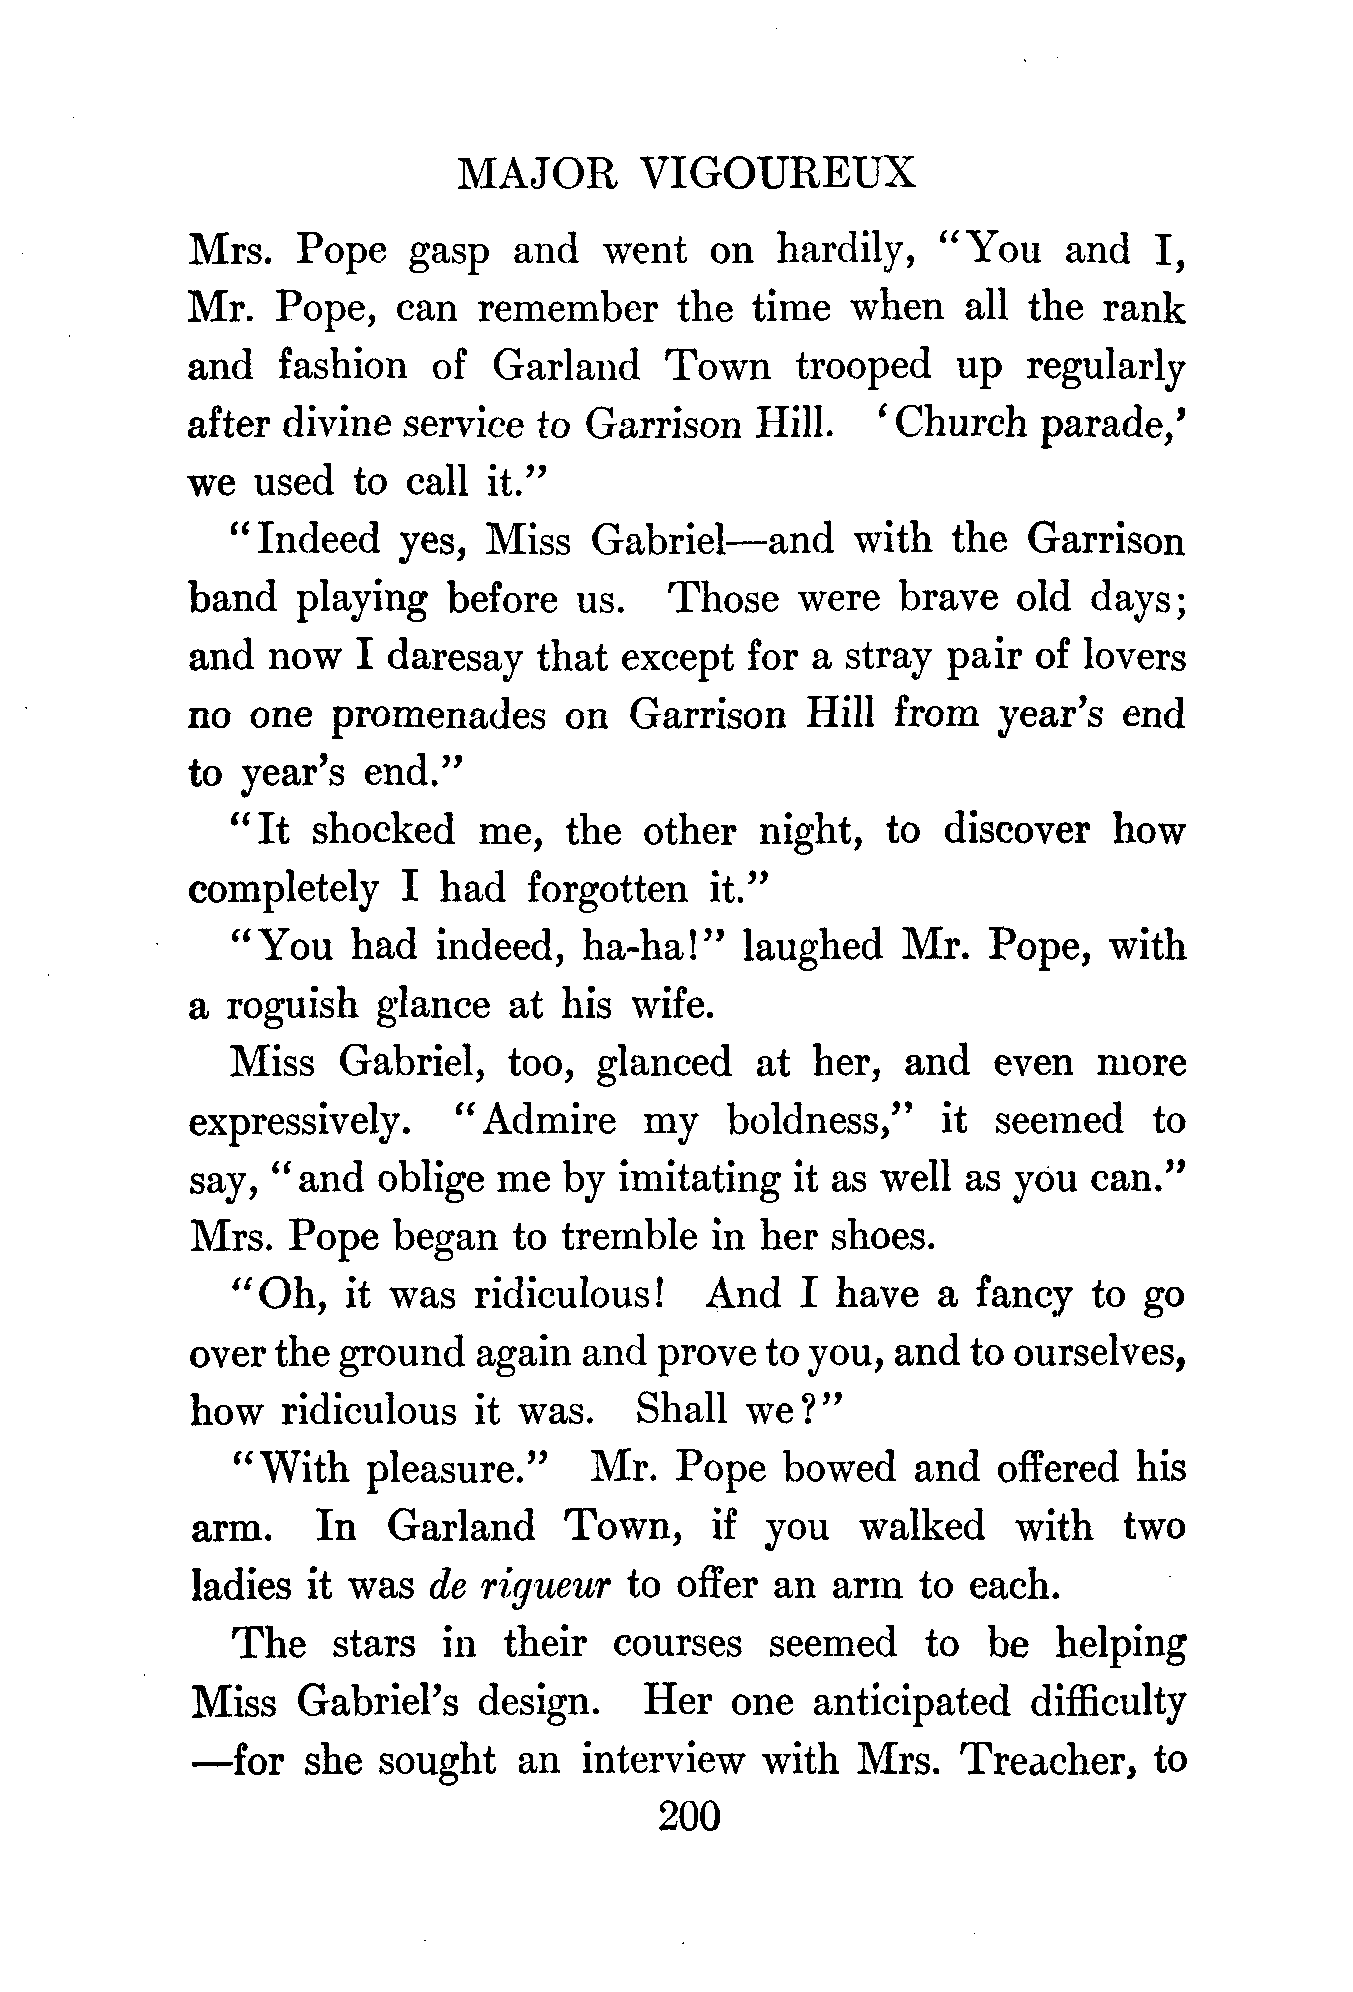 MAJOR VIGOUREUX
Mrs. Pope gasp and went on hardily, "You and I,
Mr. Pope, can remember the time when all the rank
and fashion of Garland Town trooped up regularly
after divine service to Garrison Hill. 'Church parade,'
we used to call it."
"Indeed yes, Miss Gabriel—and with the Garrison
band playing before us. Those were brave old days;
and now I daresay that except for a stray pair of lovers
no one promenades on Garrison Hill from year's end
to year's end."
"It shocked me, the other night, to discover how
completely I had forgotten it."
"You had indeed, ha-ha!" laughed Mr. Pope, with
a roguish glance at his wife.
Miss Gabriel, too, glanced at her, and even more
expressively. "Admire my boldness," it seemed to
say, "and oblige me by imitating it as well as you can."
Mrs. Pope began to tremble in her shoes.
"Oh, it was ridiculous! And I have a fancy to go
over the ground again and prove to you, and to ourselves,
how ridiculous it was. Shall we?"
"With pleasure." Mr. Pope bowed and offered his
arm. In Garland Town, if you walked with two
ladies it was de rigueur to offer an arm to each.
The stars in their courses seemed to be helping
Miss Gabriel's design. Her one anticipated difficulty
—for she sought an interview with Mrs. Treacher, to
200